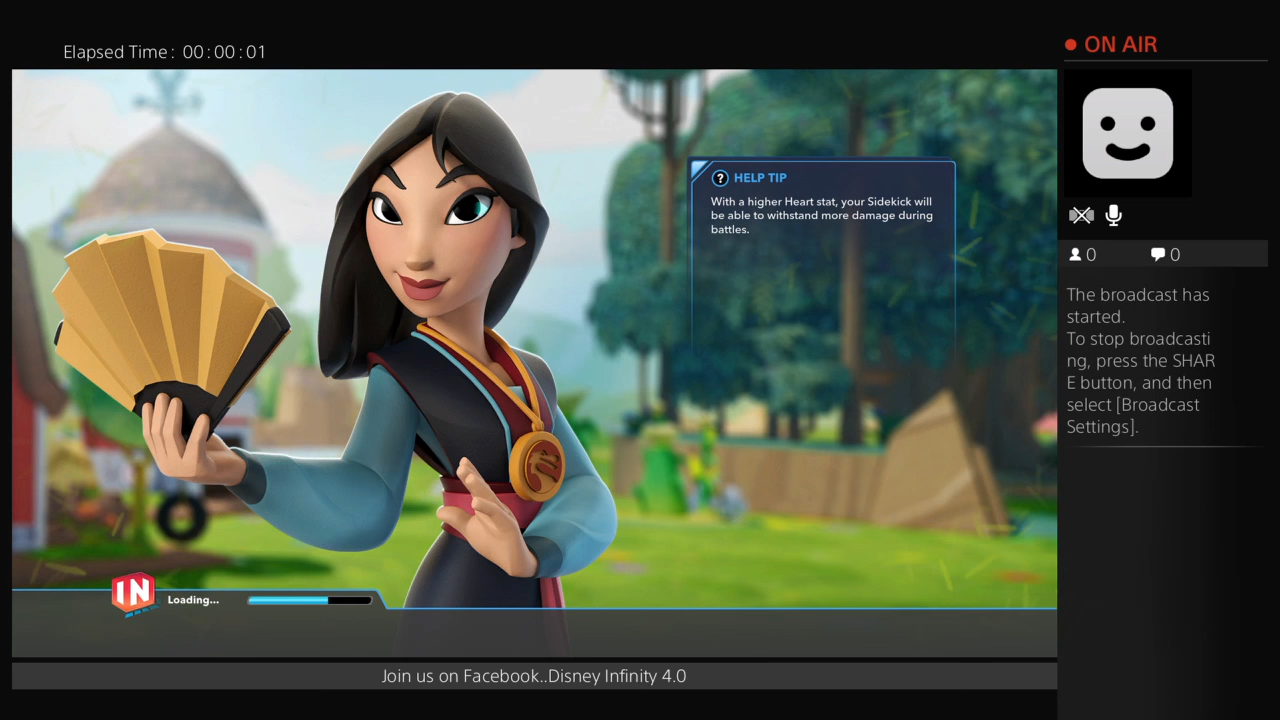 Elapsed Time: 00:00:01
ON AIR
HELP TIP
With a higher Heart stat, your Sidekick will
be able to withstand more damage during
battles.
0
0
The broadcast has
started.
To stop broadcasti
ng, press the SHAR
E button, and then
select [Broadcast
Settings].
IN
Loading...
Join us on Facebook..Disney Infinity 4.0